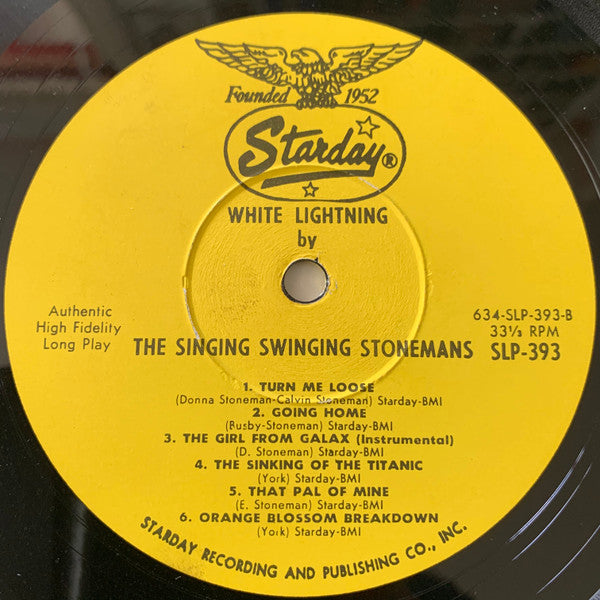 Founded 1952
Starday®
WHITE LIGHTNING
by
Authentic
High Fidelity
Long Play
634-SLP-393-B
33⅓ RPM
THE SINGING SWINGING STONEMANS SLP-393
1. TURN ME LOOSE
(Donna Stoneman-Calvin Stoneman) Starday-BMI
2. GOING HOME
(Busby-Stoneman) Starday-BMI
3. THE GIRL FROM GALAX (Instrumental)
(D. Stoneman) Starday-BMI
4. THE SINKING OF THE TITANIC
(York) Starday-BMI
5. THAT PAL OF MINE
(E. Stoneman) Starday-BMI
6. ORANGE BLOSSOM BREAKDOWN
(York) Starday-BMI
STARDAY RECORDING AND PUBLISHING CO., INC.